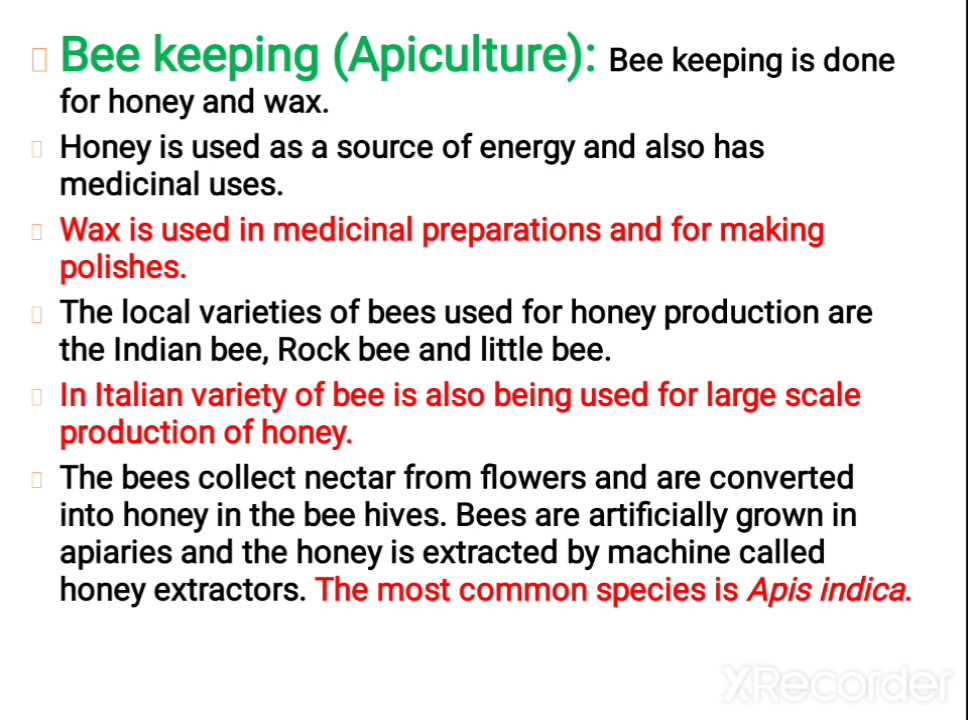 Bee keeping (Apiculture): Bee keeping is done
for honey and wax.
Honey is used as a source of energy and also has
medicinal uses.
Wax is used in medicinal preparations and for making
polishes.
The local varieties of bees used for honey production are
the Indian bee, Rock bee and little bee.
In Italian variety of bee is also being used for large scale
production of honey.
The bees collect nectar from flowers and are converted
into honey in the bee hives. Bees are artificially grown in
apiaries and the honey is extracted by machine called
honey extractors. The most common species is Apis indica.
XRecorder